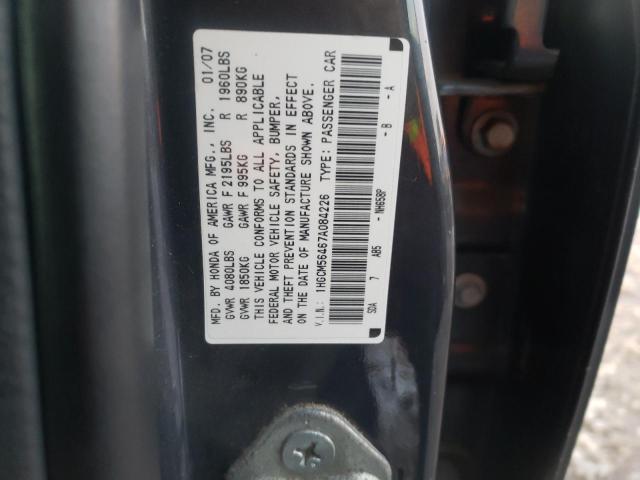 MFD. BY HONDA OF AMERICA MFG., INC. 01/07
GVWR 4080LBS GAWR F 2195LBS R 1960LBS
GVWR 1850KG GAWR F 995KG R 890KG
THIS VEHICLE CONFORMS TO ALL APPLICABLE
FEDERAL MOTOR VEHICLE SAFETY, BUMPER,
AND THEFT PREVENTION STANDARDS IN EFFECT
ON THE DATE OF MANUFACTURE SHOWN ABOVE.
V.I.N.: 1HGCM56467A084226 TYPE: PASSENGER CAR
SDA 7 AB5 - NH658P - B - A